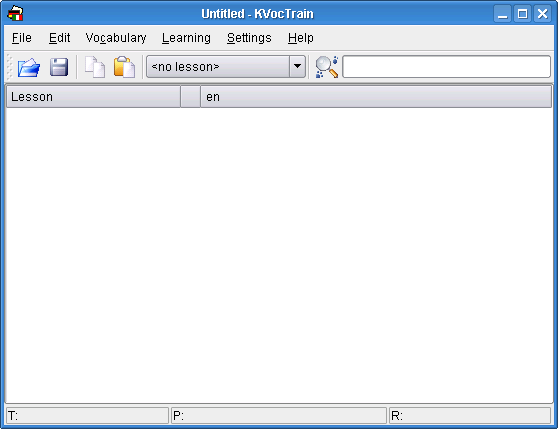 Untitled - KVocTrain
File Edit Vocabulary Learning Settings Help
<no lesson>
Lesson en
T: P: R: